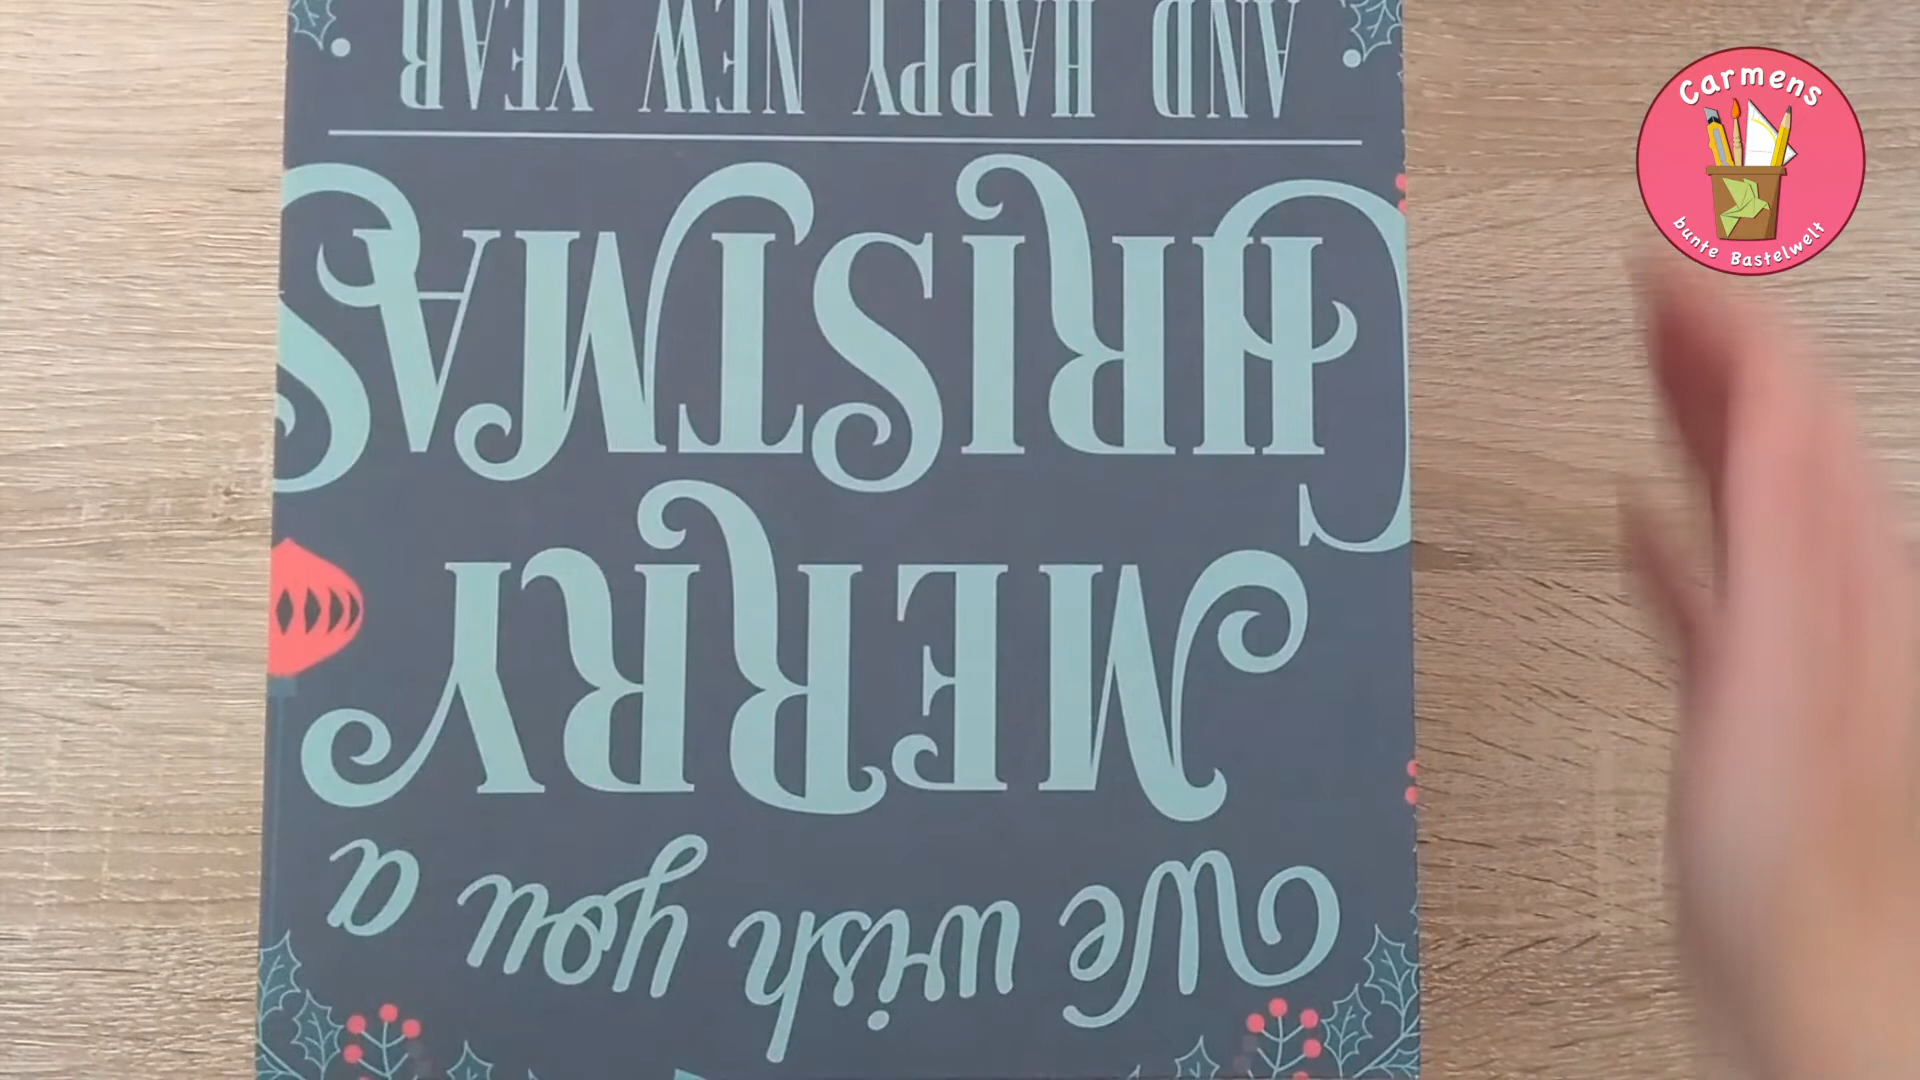 We wish you a
MERRY
CHRISTMAS
AND HAPPY NEW YEAR
Carmens
bunte Bastelwelt